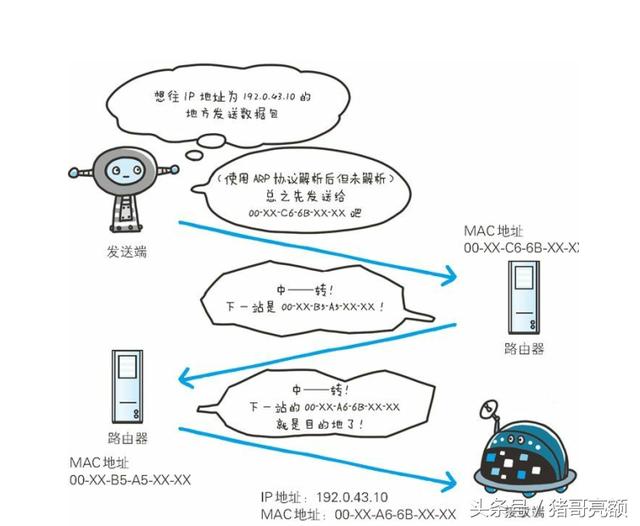 想往 IP 地址为 192.0.43.10 的
地方发送数据包
(使用 ARP 协议解析后但未解析)
总之先发送给
00-XX-C6-6B-XX-XX 吧
发送端
MAC 地址
00-XX-C6-6B-XX-XX
中——转!
下一站是 00-XX-B5-A5-XX-XX!
路由器
中——转!
下一站的 00-XX-A6-6B-XX-XX
就是目的地了!
路由器
MAC 地址
00-XX-B5-A5-XX-XX
IP 地址: 192.0.43.10
MAC 地址: 00-XX-A6-6B-XX-XX
接收端
头条号 / 猪哥亮额